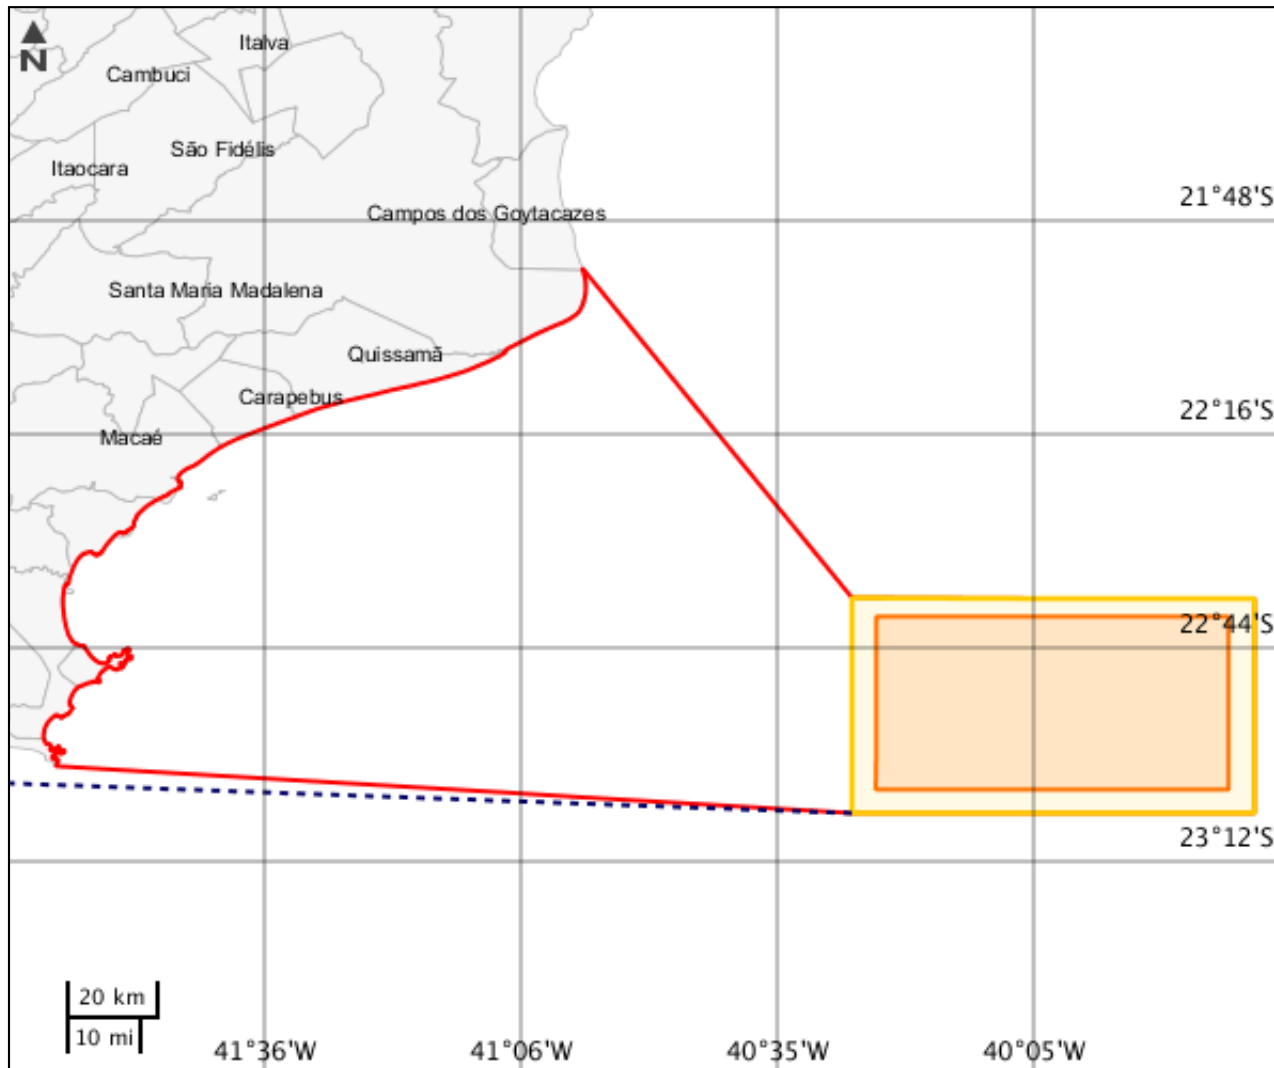 N
Italva
Cambuci
São Fidélis
Itaocara
21°48'S
Campos dos Goytacazes
Santa Maria Madalena
Quissamã
Carapebus
22°16'S
Macaé
22°44'S
23°12'S
20 km
10 mi
41°36'W
41°06'W
40°35'W
40°05'W